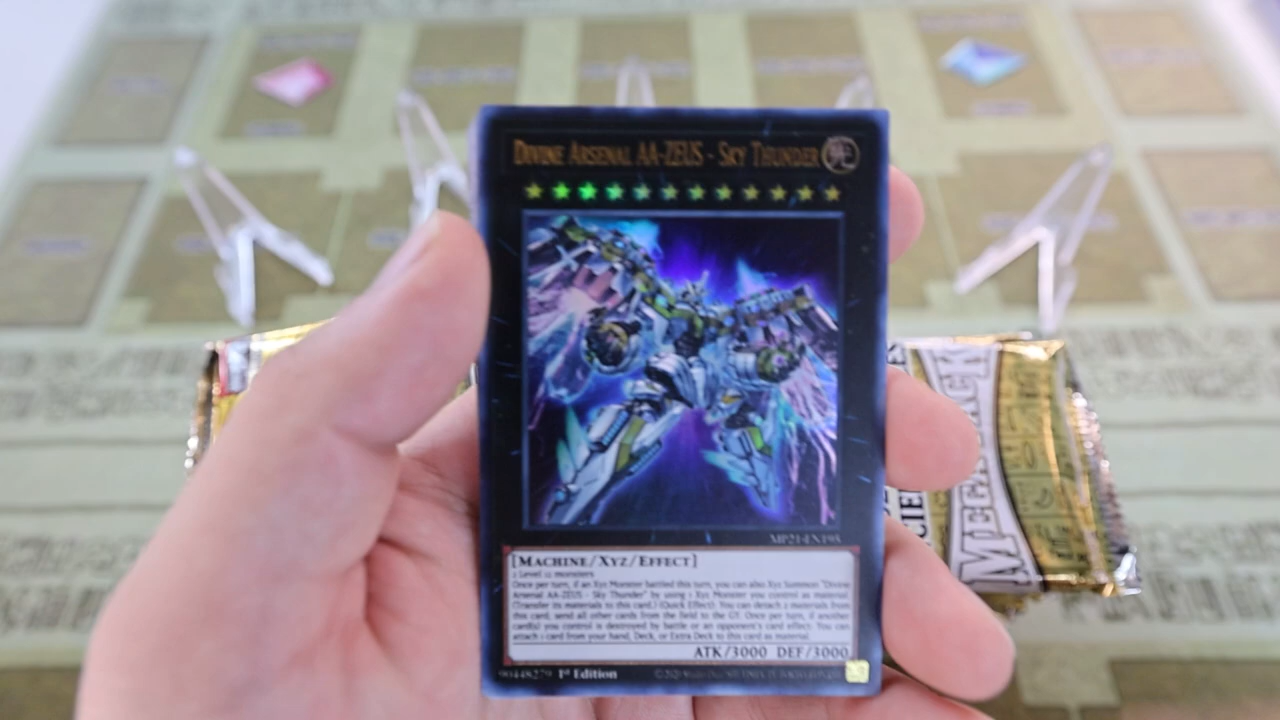 DIVINE ARSENAL AA-ZEUS - SKY THUNDER
MP21-EN195
[MACHINE/XYZ/EFFECT]
2 Level 12 monsters
Once per turn, if an Xyz Monster battled this turn, you can also Xyz Summon "Divine
Arsenal AA-ZEUS - Sky Thunder" by using 1 Xyz Monster you control as material.
(Transfer its materials to this card.) (Quick Effect): You can detach 2 materials from
this card; send all other cards from the field to the GY. Once per turn, if another
card(s) you control is destroyed by battle or an opponent's card effect: You can
attach 1 card from your hand, Deck, or Extra Deck to this card as material.
ATK/3000 DEF/3000
90448279 1st Edition
MEGA